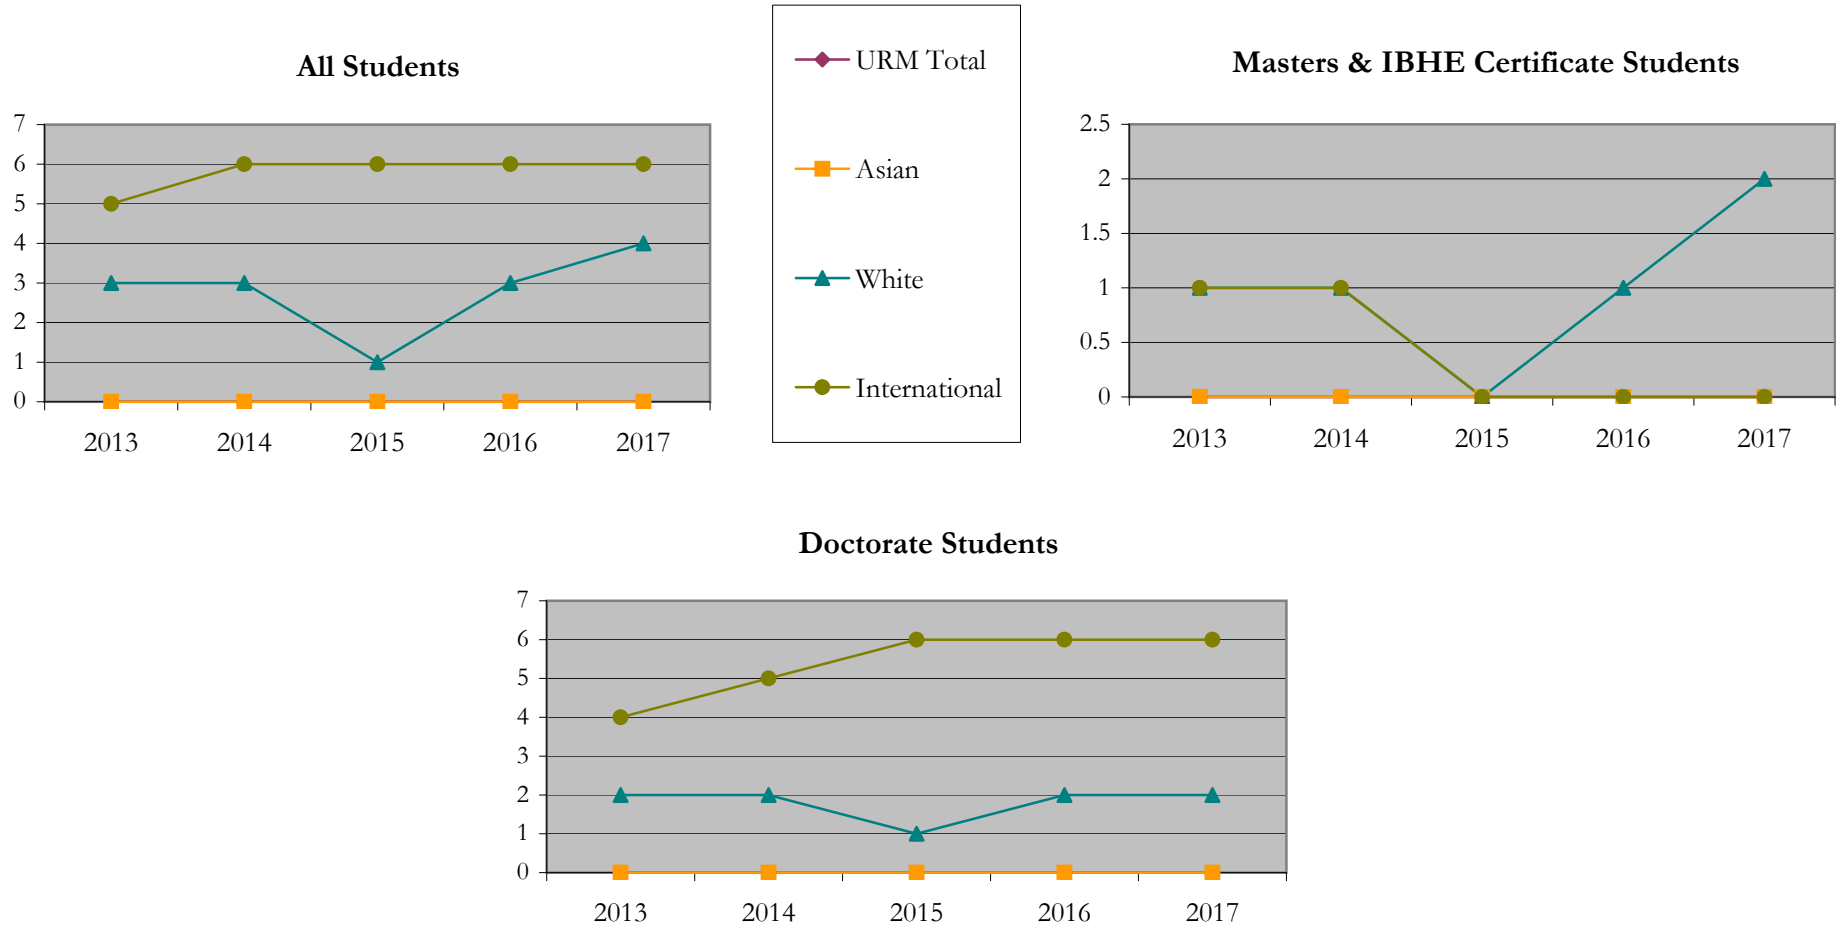 All Students
7
6
5
4
3
2
1
0
2013 2014 2015 2016 2017
URM Total
Asian
White
International
Masters & IBHE Certificate Students
2.5
2
1.5
1
0.5
0
2013 2014 2015 2016 2017
Doctorate Students
7
6
5
4
3
2
1
0
2013 2014 2015 2016 2017